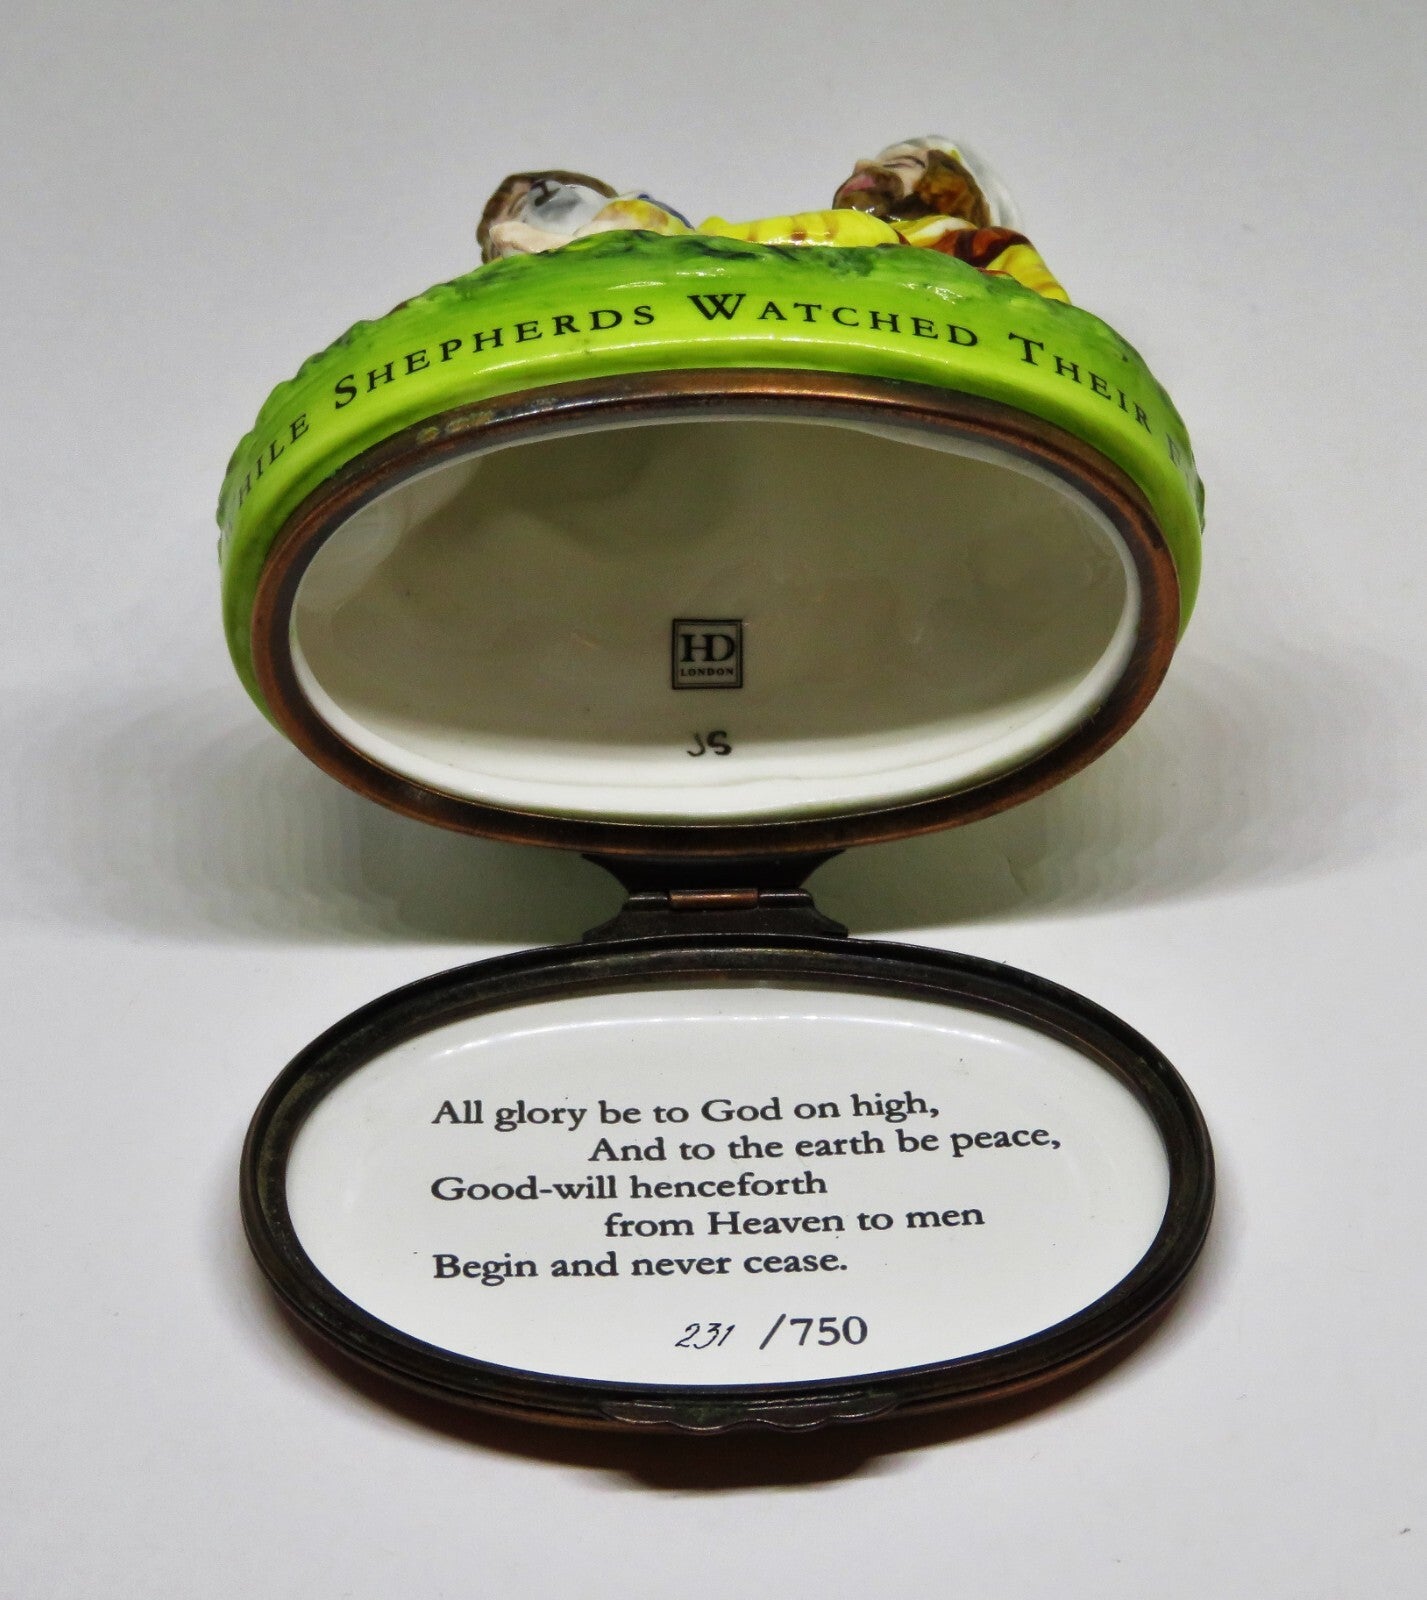 HILE SHEPHERDS WATCHED THEIR F
HD
LONDON
JS
All glory be to God on high,
And to the earth be peace,
Good-will henceforth
from Heaven to men
Begin and never cease.
231 /750